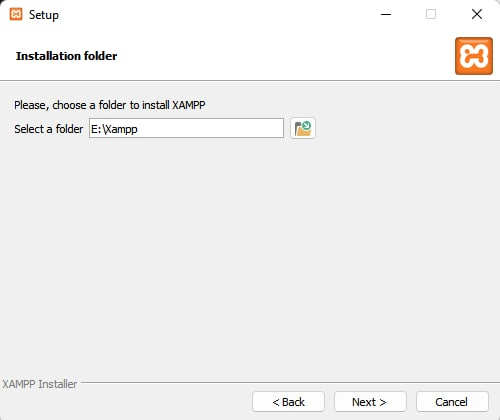 Setup
Installation folder
Please, choose a folder to install XAMPP
Select a folder E:\Xampp
XAMPP Installer
< Back Next > Cancel